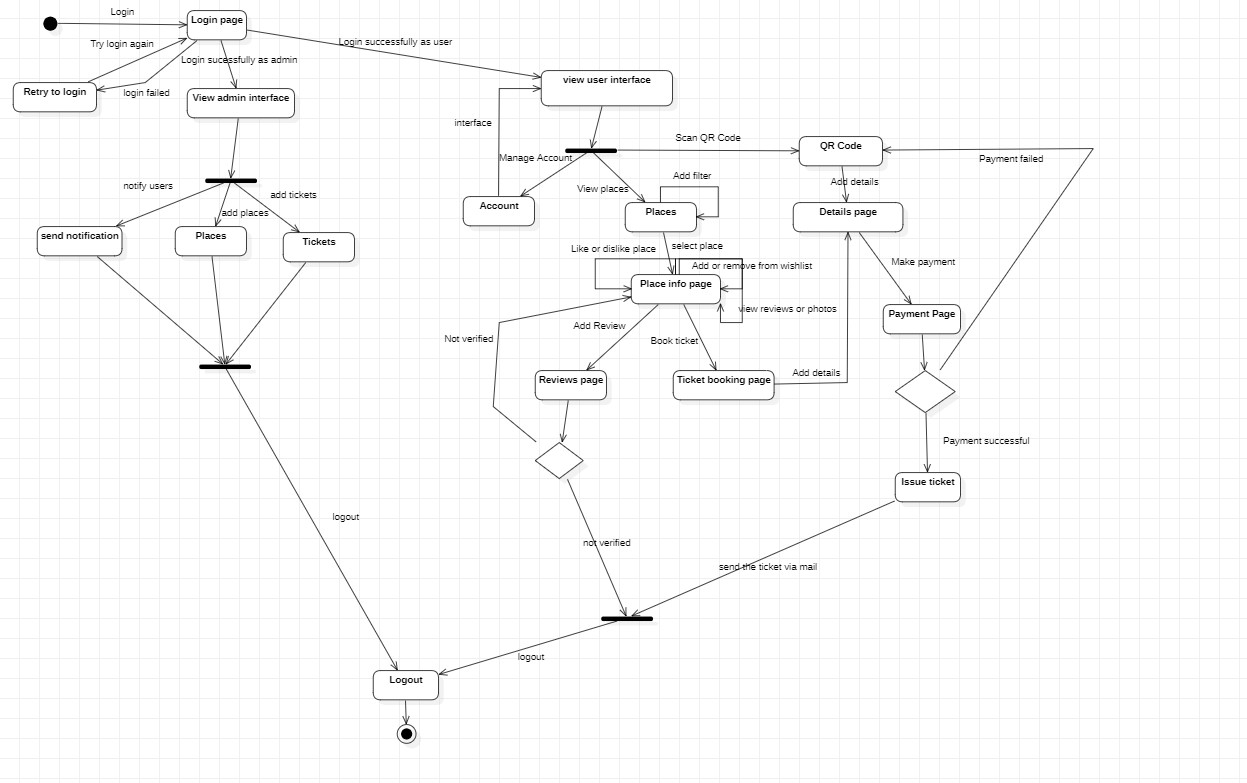 Login
Login page
Login successfully as user
Try login again
Login sucessfully as admin
view user interface
Retry to login
login failed
View admin interface
interface
Scan QR Code
QR Code
Payment failed
Manage Account
Add filter
Add details
notify users
View places
add tickets
Account
Places
Details page
add places
send notification
Places
Tickets
Like or dislike place
select place
Add or remove from wishlist
Make payment
Place info page
view reviews or photos
Payment Page
Not verified
Add Review
Book ticket
Add details
Reviews page
Ticket booking page
Payment successful
Issue ticket
logout
not verified
send the ticket via mail
logout
Logout